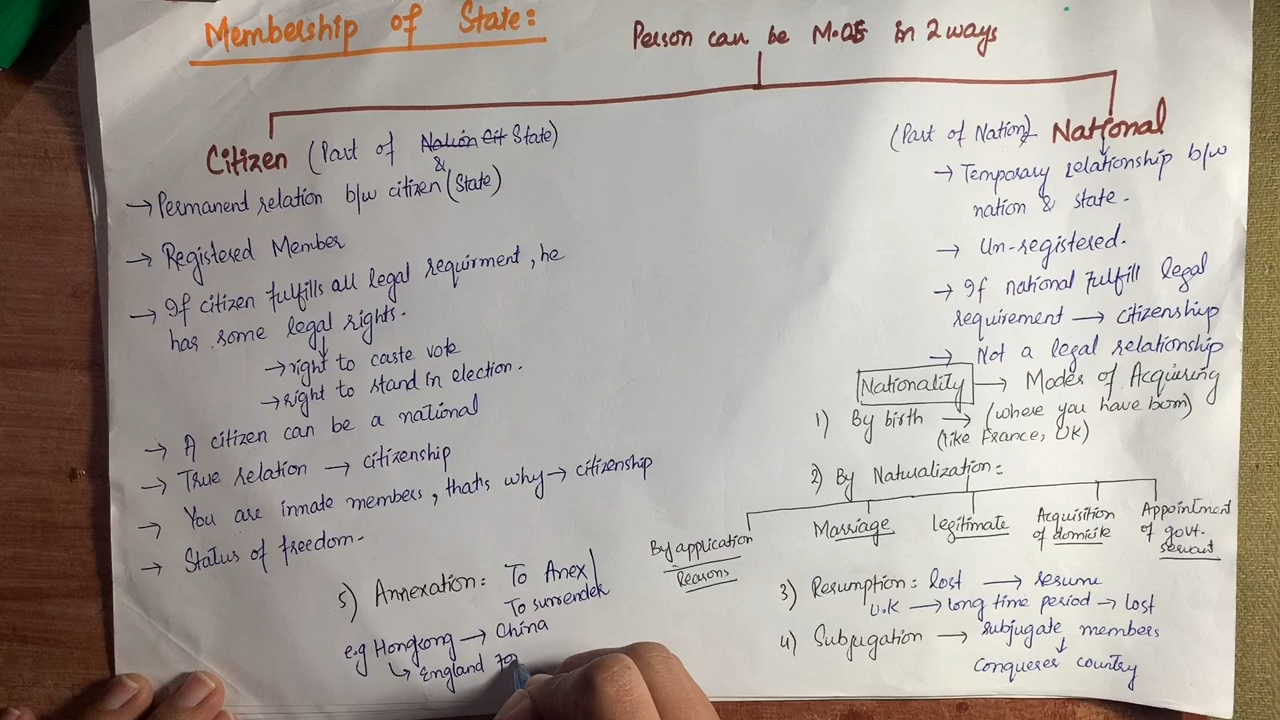 Membership of State:
Person can be M.OF in 2 ways
Citizen (Part of Nation Cit State)
→ Permanent relation b/w citizen & (State)
→ Registered Member
→ If citizen fulfills all legal requirment, he
has some legal rights.
→ right to caste vote
→ right to stand in election.
→ A citizen can be a national
→ True relation → citizenship
→ You are innate members, that's why → citizenship
→ Status of freedom.
(Part of Nation) National
→ Temporary relationship b/w
nation & state.
→ Un-registered.
→ If national fulfill legal
requirement → citizenship
→ Not a legal relationship
Nationality → Modes of Acquiering
1) By birth → (where you have born)
(like France, UK)
2) By Natualization:
By application
Reasons
Marriage
legitimate
Acquisition
of domicile
Appointment
of govt.
servant
3) Resumption: lost → resume
U.K → long time period → lost
4) Subjugation → subjugate members
↓
Conquerer country
5) Annexation: To Anex/
To surrender
e.g Hongkong → China
↳ England